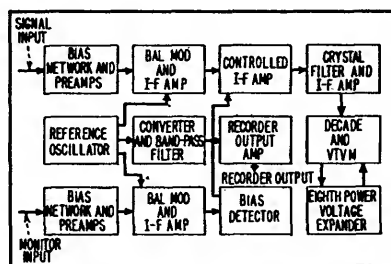 SIGNAL
INPUT
BIAS
NETWORK AND
PREAMPS
BAL MOD
AND
I-F AMP
CONTROLLED
I-F AMP
CRYSTAL
FILTER AND
I-F AMP
REFERENCE
OSCILLATOR
CONVERTER
AND BAND-PASS
FILTER
RECORDER
OUTPUT
AMP
DECADE
AND
VTVM
RECORDER OUTPUT
BIAS
NETWORK AND
PREAMPS
BAL MOD
AND
I-F AMP
BIAS
DETECTOR
EIGHTH POWER
VOLTAGE
EXPANDER
MONITOR
INPUT